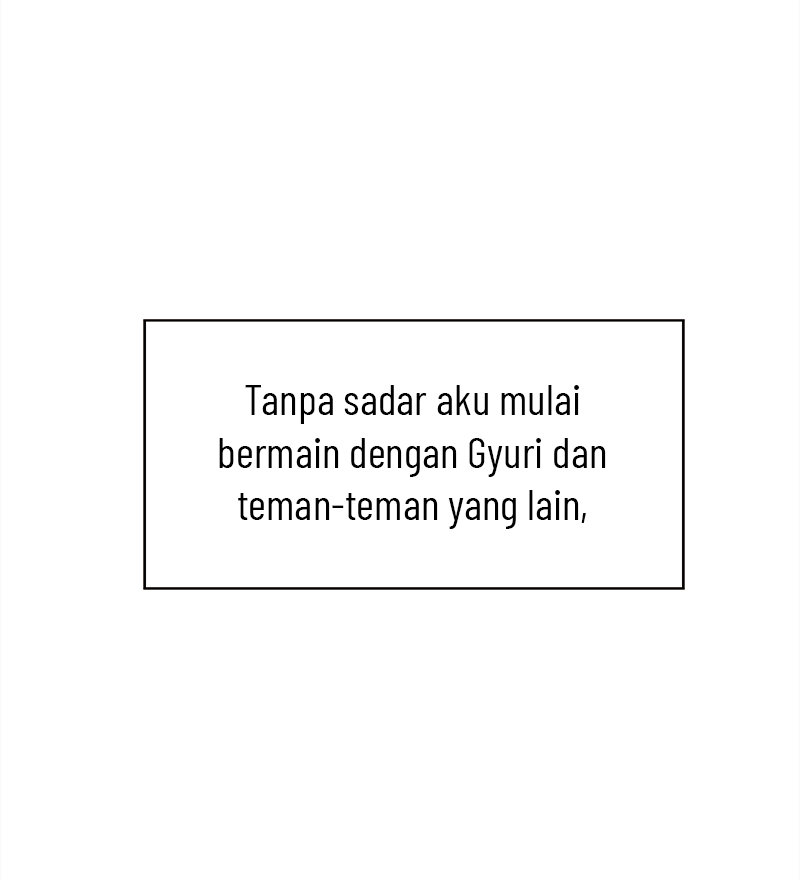 Tanpa sadar aku mulai
bermain dengan Gyuri dan
teman-teman yang lain,